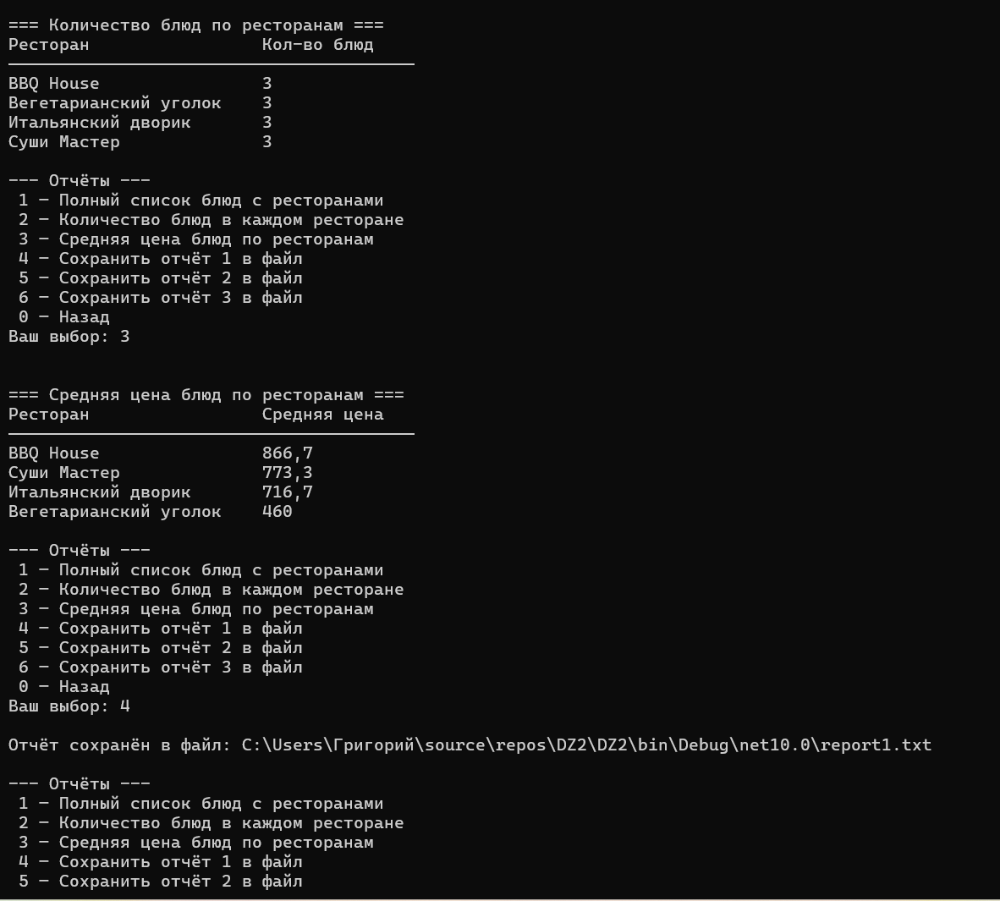 === Количество блюд по ресторанам ===
Ресторан                 Кол-во блюд
────────────────────────────────────────
BBQ House                3
Вегетарианский уголок    3
Итальянский дворик       3
Суши Мастер              3

--- Отчёты ---
 1 — Полный список блюд с ресторанами
 2 — Количество блюд в каждом ресторане
 3 — Средняя цена блюд по ресторанам
 4 — Сохранить отчёт 1 в файл
 5 — Сохранить отчёт 2 в файл
 6 — Сохранить отчёт 3 в файл
 0 — Назад
Ваш выбор: 3

=== Средняя цена блюд по ресторанам ===
Ресторан                 Средняя цена
────────────────────────────────────────
BBQ House                866,7
Суши Мастер              773,3
Итальянский дворик       716,7
Вегетарианский уголок    460

--- Отчёты ---
 1 — Полный список блюд с ресторанами
 2 — Количество блюд в каждом ресторане
 3 — Средняя цена блюд по ресторанам
 4 — Сохранить отчёт 1 в файл
 5 — Сохранить отчёт 2 в файл
 6 — Сохранить отчёт 3 в файл
 0 — Назад
Ваш выбор: 4

Отчёт сохранён в файл: C:\Users\Григорий\source\repos\DZ2\DZ2\bin\Debug\net10.0\report1.txt

--- Отчёты ---
 1 — Полный список блюд с ресторанами
 2 — Количество блюд в каждом ресторане
 3 — Средняя цена блюд по ресторанам
 4 — Сохранить отчёт 1 в файл
 5 — Сохранить отчёт 2 в файл